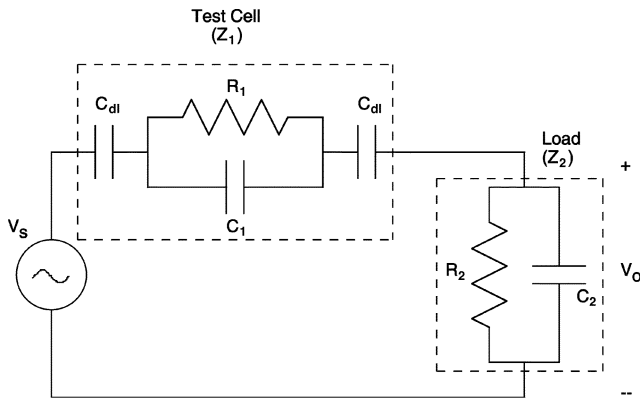 Test Cell
(Z1)
R1
Cdl
Cdl
C1
Load
(Z2)
+
VS
R2
C2
VO
--